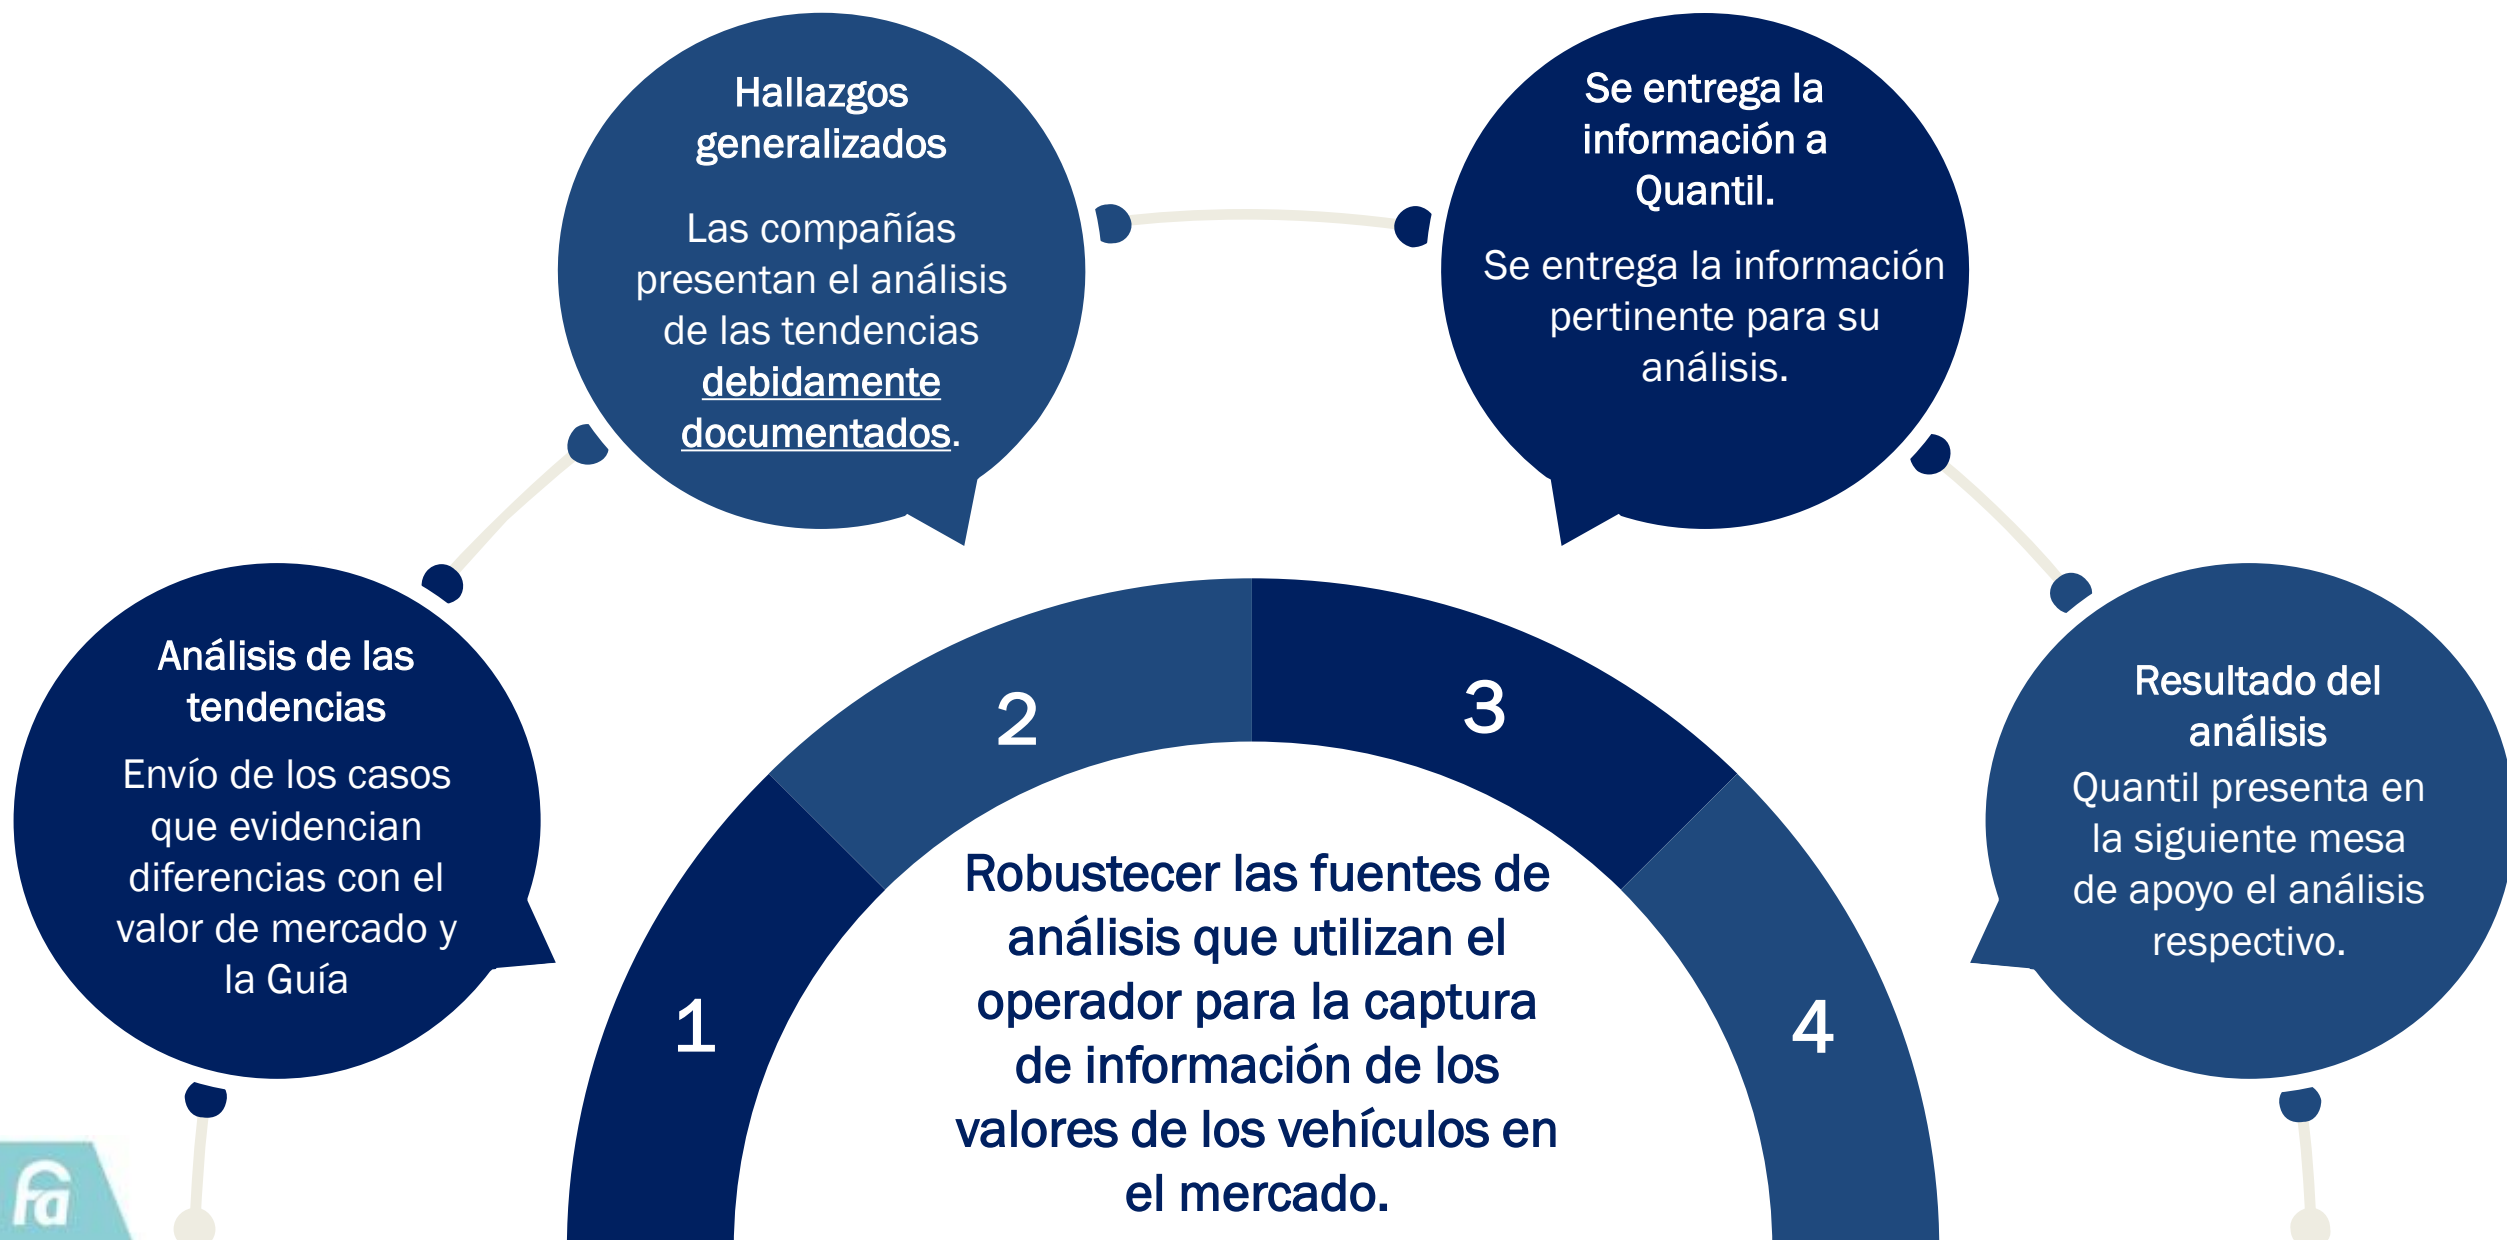 Hallazgos
generalizados
Las compañías
presentan el análisis
de las tendencias
debidamente
documentados.
Se entrega la
información a
Quantil.
Se entrega la información
pertinente para su
análisis.
Análisis de las
tendencias
Envío de los casos
que evidencian
diferencias con el
valor de mercado y
la Guía
Resultado del
análisis
Quantil presenta en
la siguiente mesa
de apoyo el análisis
respectivo.
1
2
3
4
Robustecer las fuentes de
análisis que utilizan el
operador para la captura
de información de los
valores de los vehículos en
el mercado.
fa